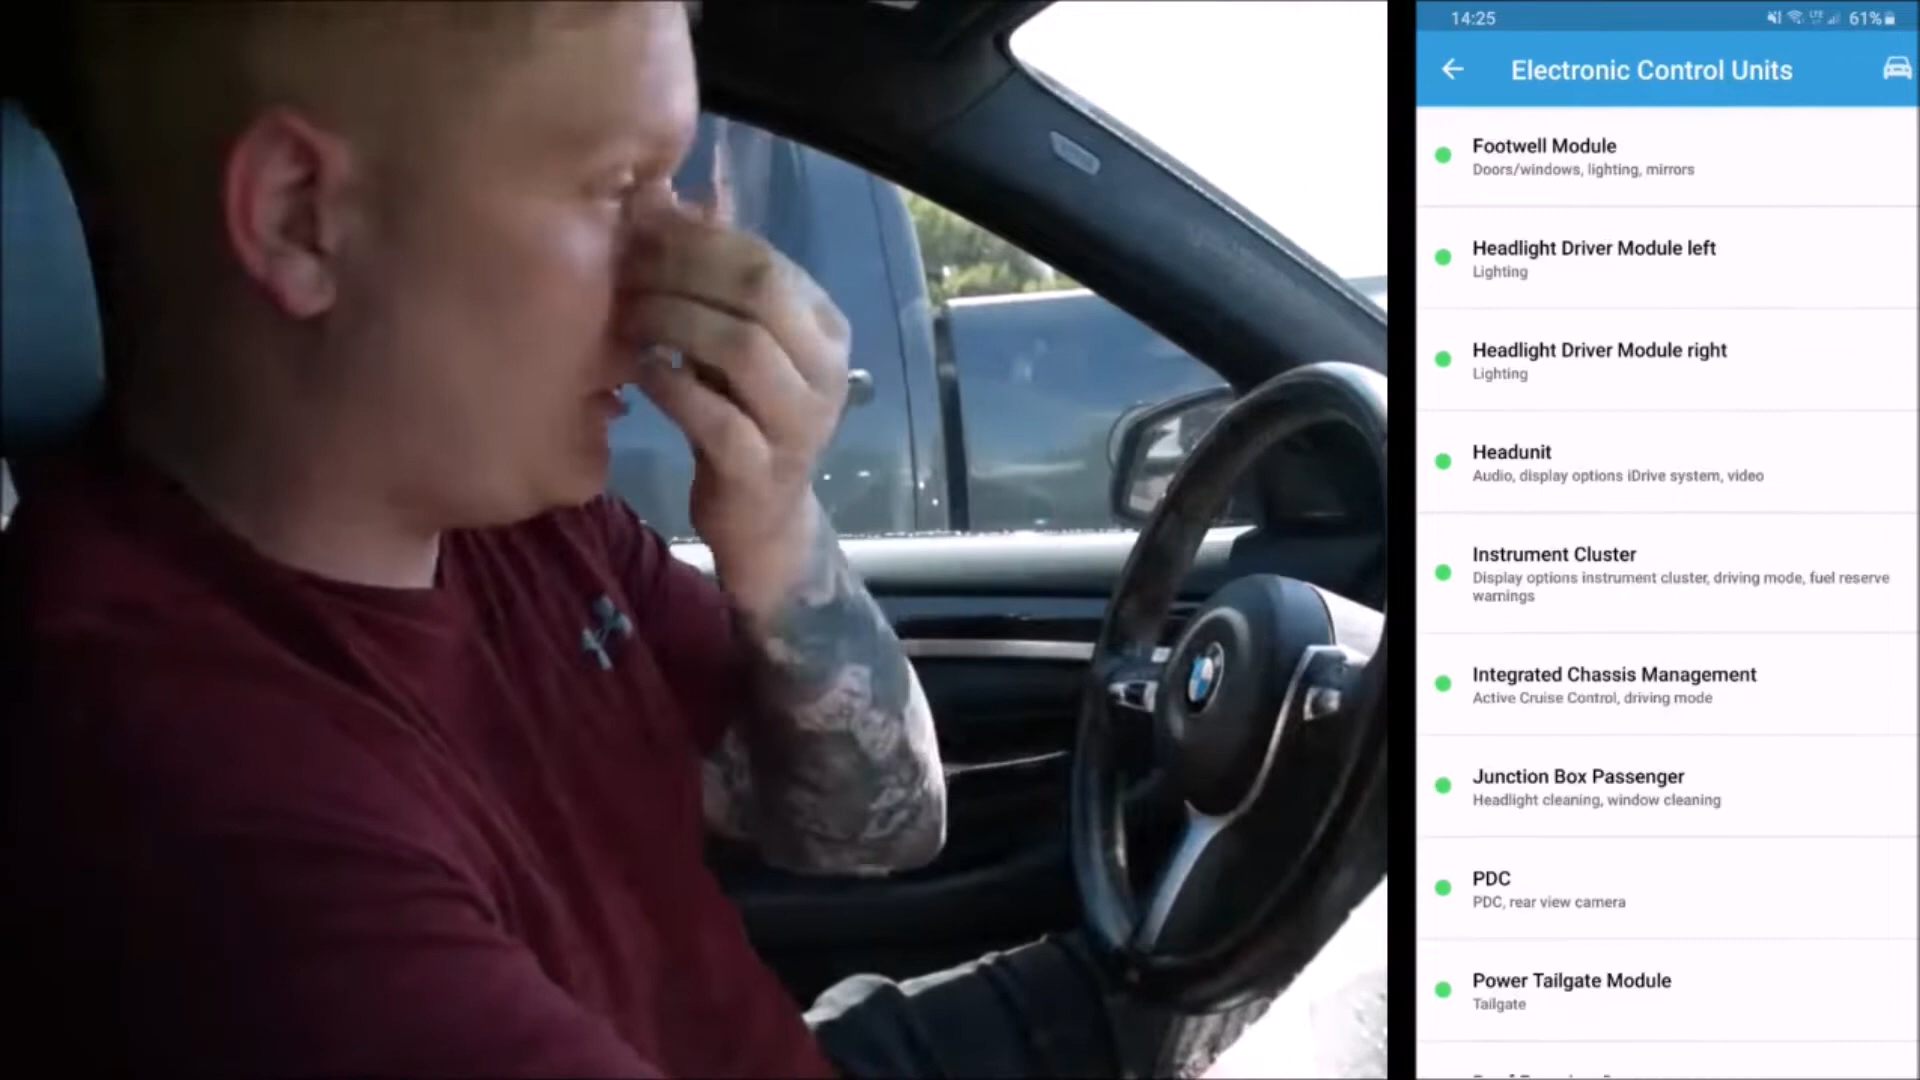 14:25
LTE 61%
Electronic Control Units
Footwell Module
Doors/windows, lighting, mirrors
Headlight Driver Module left
Lighting
Headlight Driver Module right
Lighting
Headunit
Audio, display options iDrive system, video
Instrument Cluster
Display options instrument cluster, driving mode, fuel reserve
warnings
Integrated Chassis Management
Active Cruise Control, driving mode
Junction Box Passenger
Headlight cleaning, window cleaning
PDC
PDC, rear view camera
Power Tailgate Module
Tailgate